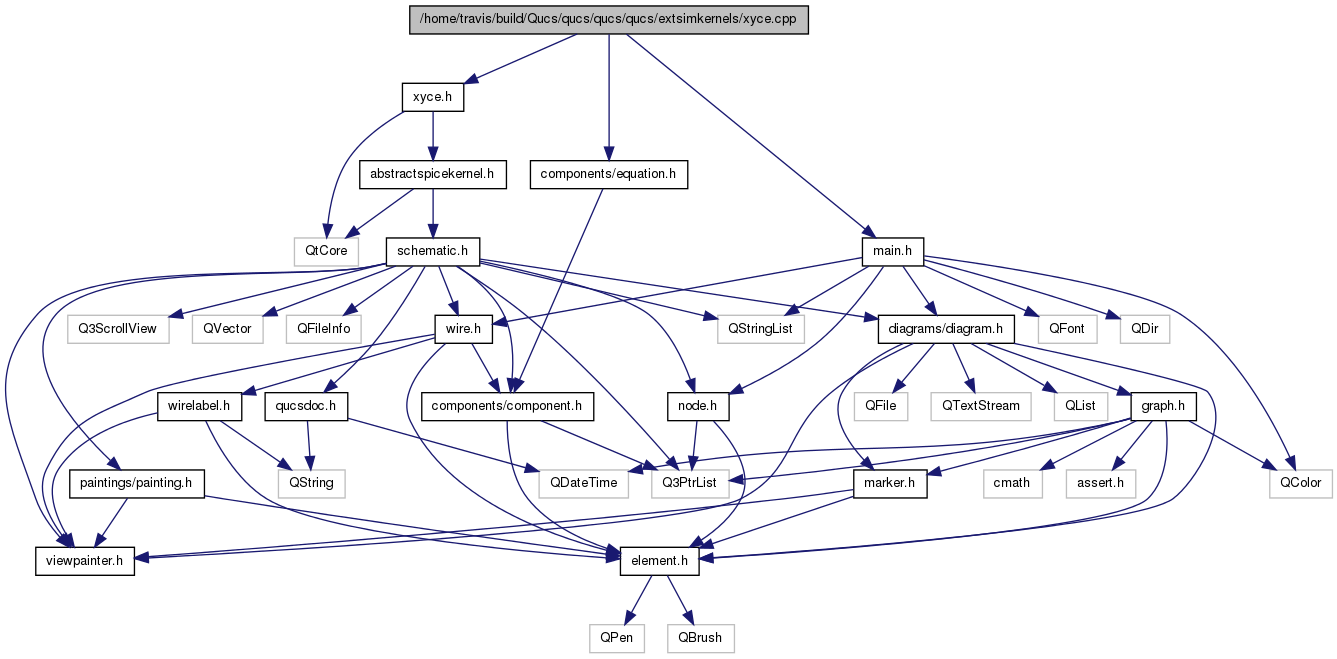 /home/travis/build/Qucs/qucs/qucs/qucs/extsimkernels/xyce.cpp
xyce.h
abstractspicekernel.h
components/equation.h
QtCore
schematic.h
main.h
Q3ScrollView
QVector
QFileInfo
wire.h
QStringList
diagrams/diagram.h
QFont
QDir
wirelabel.h
qucsdoc.h
components/component.h
node.h
QFile
QTextStream
QList
graph.h
paintings/painting.h
QString
QDateTime
Q3PtrList
marker.h
cmath
assert.h
QColor
viewpainter.h
element.h
QPen
QBrush